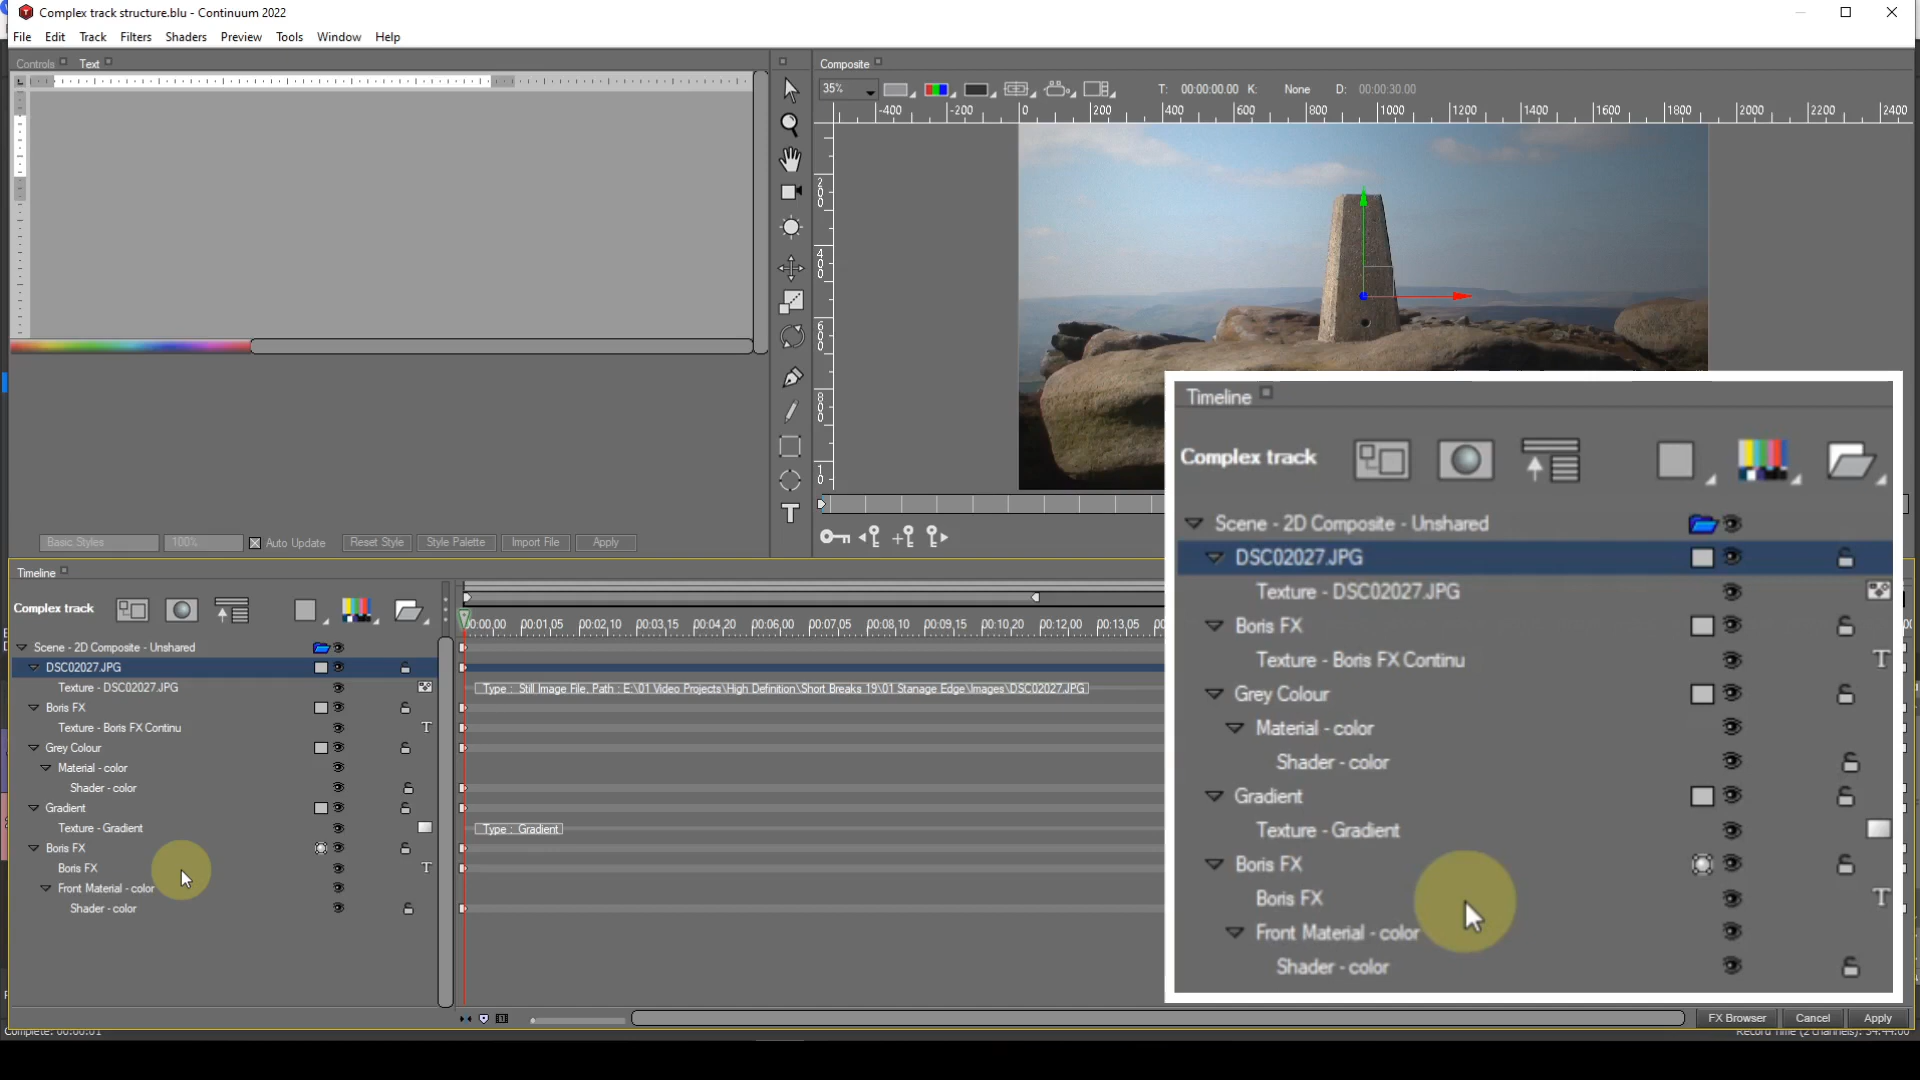 Complex track structure.blu - Continuum 2022
File Edit Track Filters Shaders Preview Tools Window Help
Controls Text
Composite
35% T: 00:00:00.00 K: None D: 00:00:30.00
-400 -200 0 200 400 600 800 1000 1200 1400 1600 1800 2000 2200 2400
200
400
600
800
Basic Styles 100% Auto Update Reset Style Style Palette Import File Apply
Timeline
Complex track
00:00,00 00:01,05 00:02,10 00:03,15 00:04,20 00:06,00 00:07,05 00:08,10 00:09,15 00:10,20 00:12,00 00:13,05
Scene - 2D Composite - Unshared
DSC02027.JPG
Texture - DSC02027.JPG
Type : Still Image File, Path : E:\01 Video Projects\High Definition\Short Breaks 19\01 Stanage Edge\Images\DSC02027.JPG
Boris FX
Texture - Boris FX Continu T
Grey Colour
Material - color
Shader - color
Gradient
Texture - Gradient
Type : Gradient
Boris FX
Boris FX T
Front Material - color
Shader - color
Timeline
Complex track
Scene - 2D Composite - Unshared
DSC02027.JPG
Texture - DSC02027.JPG
Boris FX
Texture - Boris FX Continu T
Grey Colour
Material - color
Shader - color
Gradient
Texture - Gradient
Boris FX
Boris FX T
Front Material - color
Shader - color
FX Browser Cancel Apply